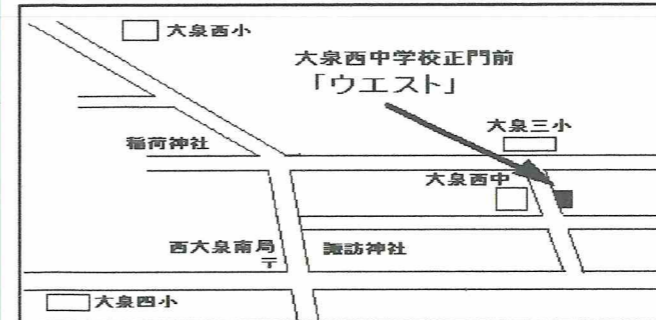 大泉西小
大泉西中学校正門前
「ウエスト」
大泉三小
稲荷神社
大泉西中
西大泉南局
〒
諏訪神社
大泉四小